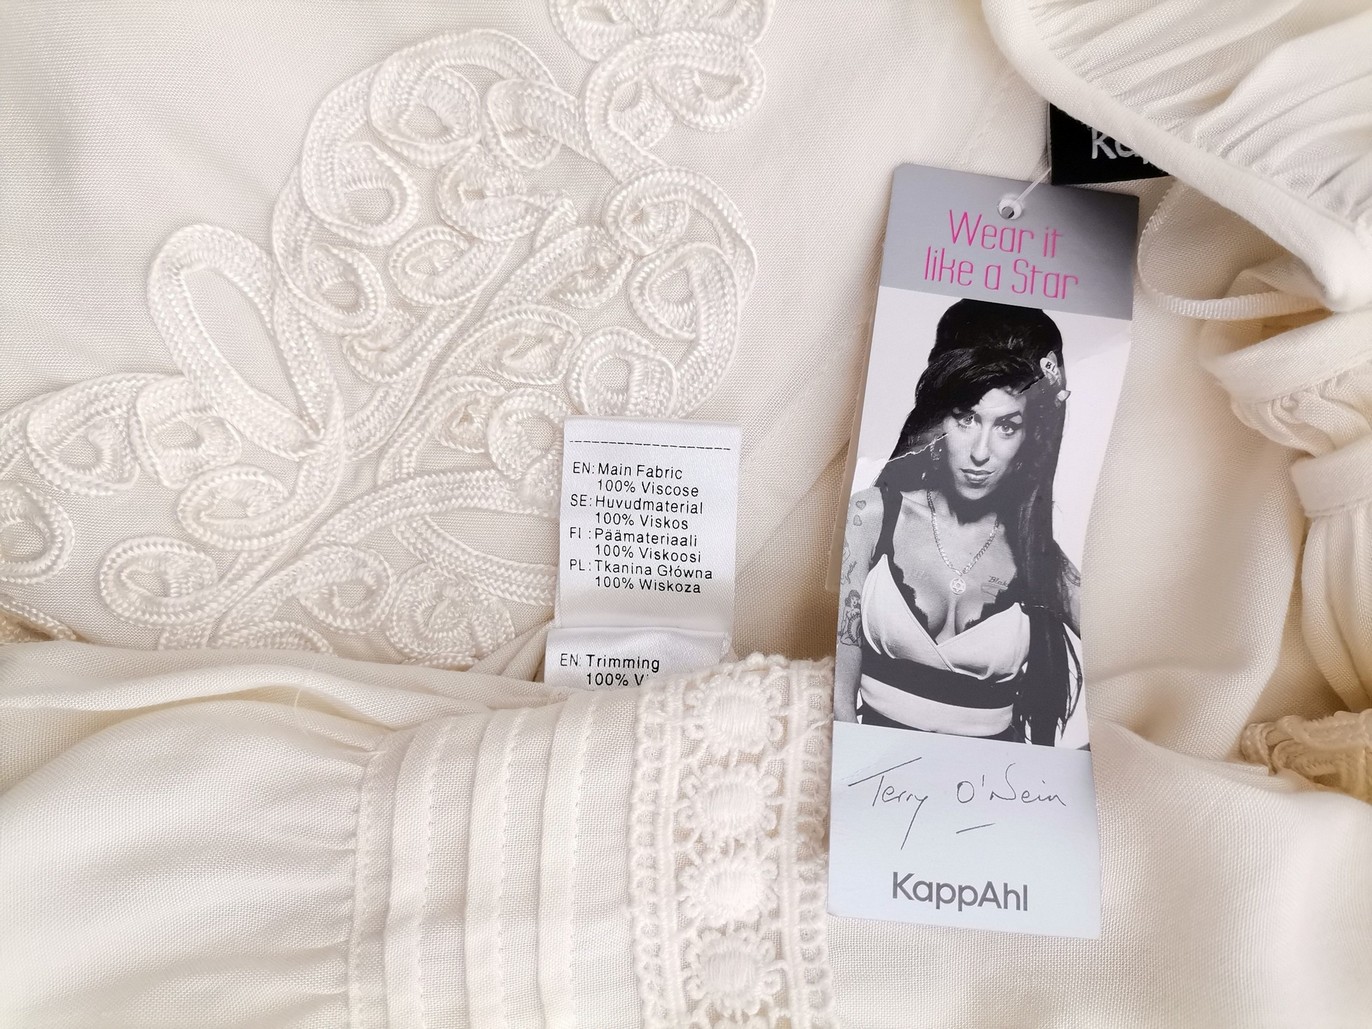 Wear it
like a Star
Terry O'Neill
KappAhl
EN: Main Fabric
100% Viscose
SE: Huvudmaterial
100% Viskos
FI : Päämateriaali
100% Viskoosi
PL: Tkanina Główna
100% Wiskoza
EN: Trimming
100% V